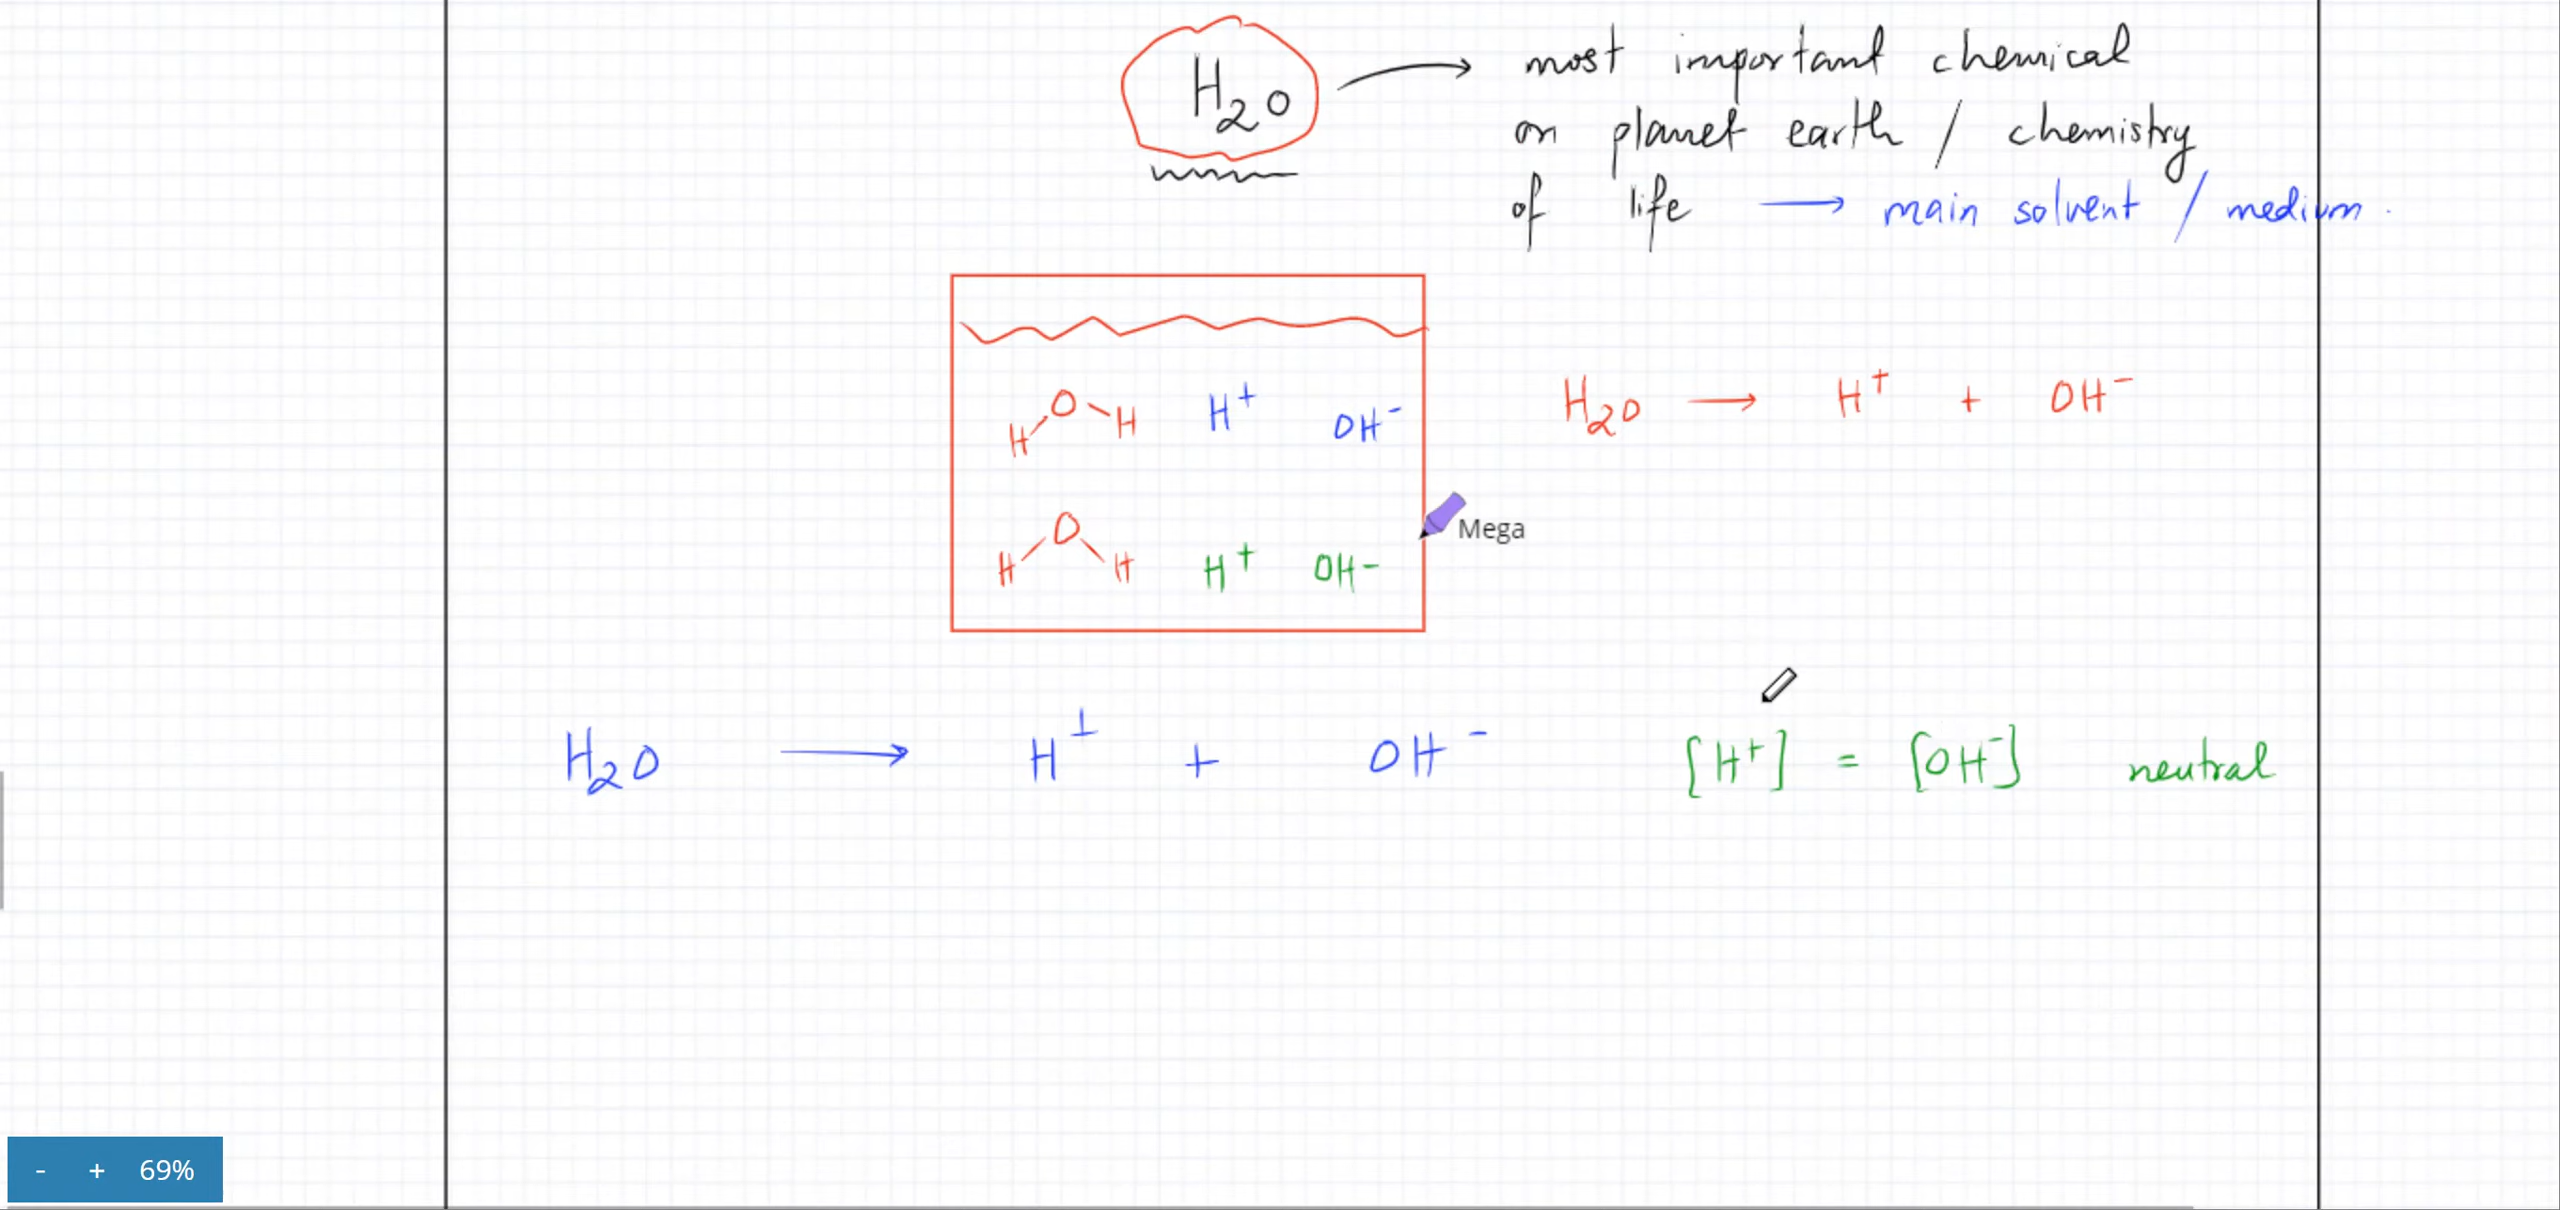 H₂O → most important chemical
on planet earth / chemistry
of life → main solvent / medium.
O H⁺ OH⁻ H₂O → H⁺ + OH⁻
H H
Mega
O
H H H⁺ OH-
H₂O → H⁺ + OH⁻ [H⁺] = [OH⁻] neutral
- + 69%